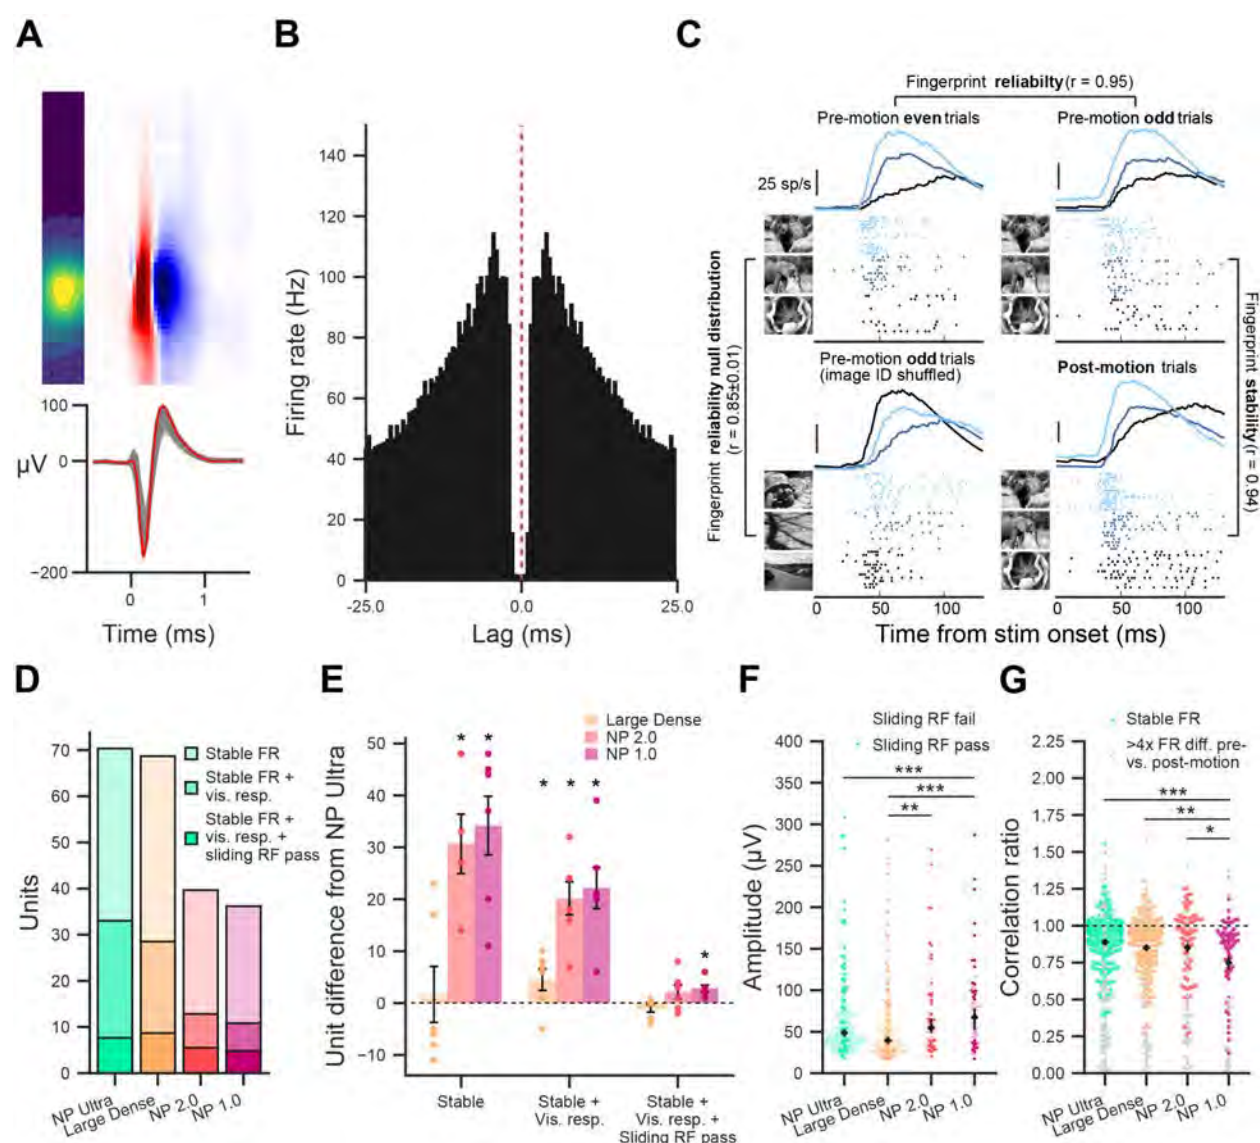 A
100
μV
0
−200
0
1
Time (ms)
B
Firing rate (Hz)
140
120
100
80
60
40
20
0
-25.0
0.0
25.0
Lag (ms)
C
Fingerprint reliabilty (r = 0.95)
Pre-motion even trials
Pre-motion odd trials
25 sp/s
Fingerprint reliability null distribution
(r = 0.85±0.01)
Pre-motion odd trials
(image ID shuffled)
Post-motion trials
Fingerprint stability (r = 0.94)
0
50
100
0
50
100
Time from stim onset (ms)
D
Units
70
60
50
40
30
20
10
0
Stable FR
Stable FR +
vis. resp.
Stable FR +
vis. resp. +
sliding RF pass
NP Ultra
Large Dense
NP 2.0
NP 1.0
E
Unit difference from NP Ultra
50
40
30
20
10
0
−10
Large Dense
NP 2.0
NP 1.0
* *
* * *
*
Stable
Stable +
Vis. resp.
Stable +
Vis. resp. +
Sliding RF pass
F
Amplitude (μV)
400
350
300
250
200
150
100
50
0
Sliding RF fail
Sliding RF pass
***
***
**
NP Ultra
Large Dense
NP 2.0
NP 1.0
G
Correlation ratio
2.25
2.00
1.75
1.50
1.25
1.00
0.75
0.50
0.25
0.00
Stable FR
>4x FR diff. pre-
vs. post-motion
***
**
*
NP Ultra
Large Dense
NP 2.0
NP 1.0